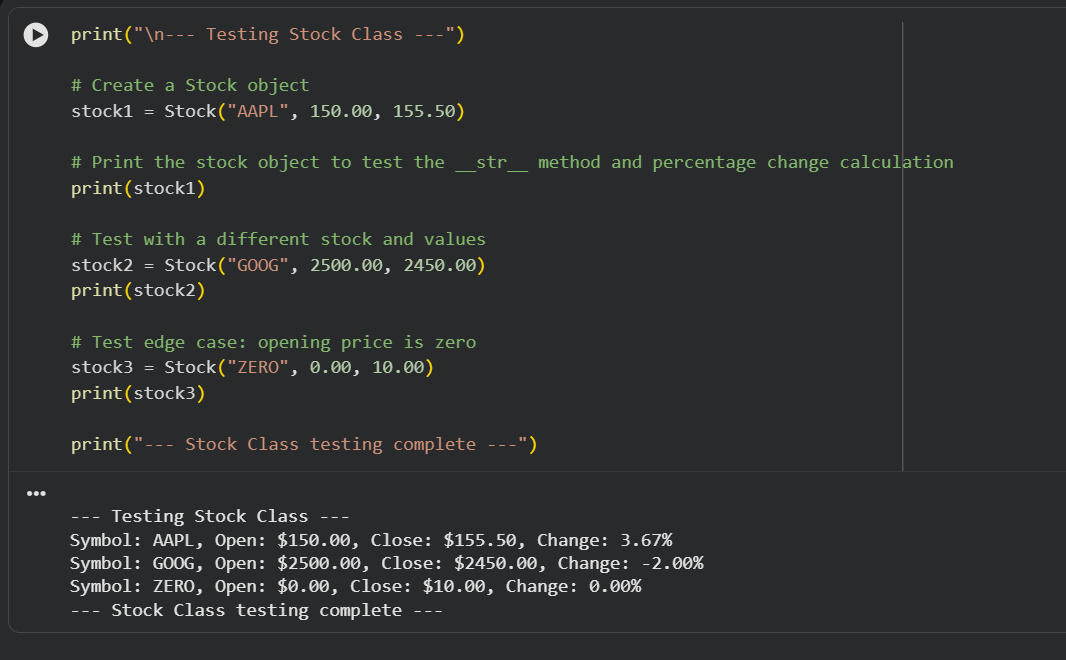 print("\n--- Testing Stock Class ---")
# Create a Stock object
stock1 = Stock("AAPL", 150.00, 155.50)
# Print the stock object to test the __str__ method and percentage change calculation
print(stock1)
# Test with a different stock and values
stock2 = Stock("GOOG", 2500.00, 2450.00)
print(stock2)
# Test edge case: opening price is zero
stock3 = Stock("ZERO", 0.00, 10.00)
print(stock3)
print("--- Stock Class testing complete ---")
--- Testing Stock Class ---
Symbol: AAPL, Open: $150.00, Close: $155.50, Change: 3.67%
Symbol: GOOG, Open: $2500.00, Close: $2450.00, Change: -2.00%
Symbol: ZERO, Open: $0.00, Close: $10.00, Change: 0.00%
--- Stock Class testing complete ---